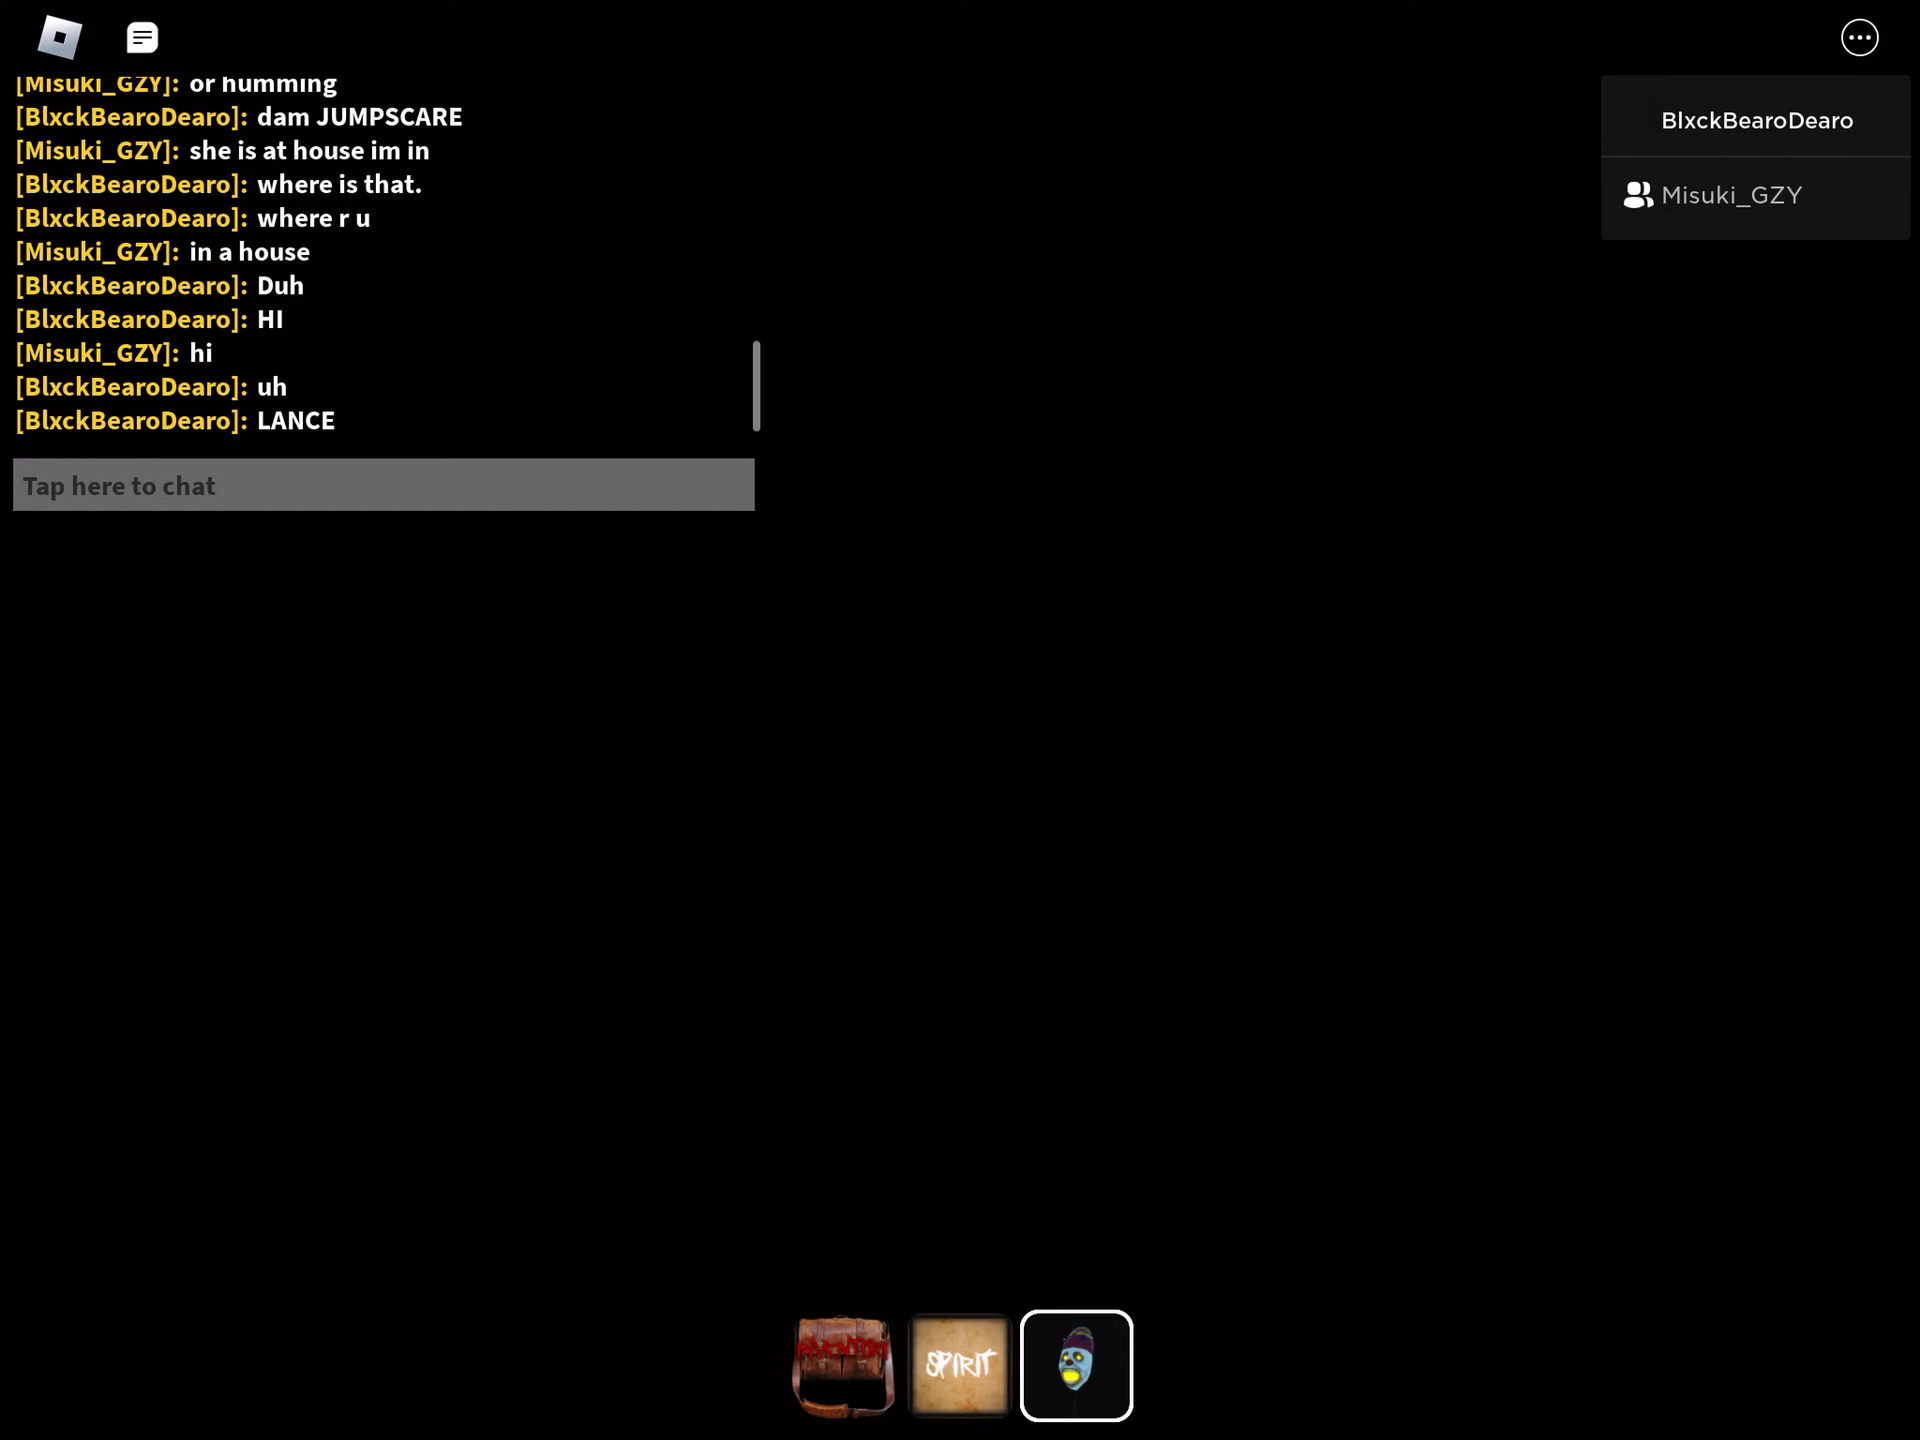 [Misuki_GZY]: or humming
[BlxckBearoDearo]: dam JUMPSCARE
[Misuki_GZY]: she is at house im in
[BlxckBearoDearo]: where is that.
[BlxckBearoDearo]: where r u
[Misuki_GZY]: in a house
[BlxckBearoDearo]: Duh
[BlxckBearoDearo]: HI
[Misuki_GZY]: hi
[BlxckBearoDearo]: uh
[BlxckBearoDearo]: LANCE
Tap here to chat
BlxckBearoDearo
Misuki_GZY
INVENTORY
SPIRIT